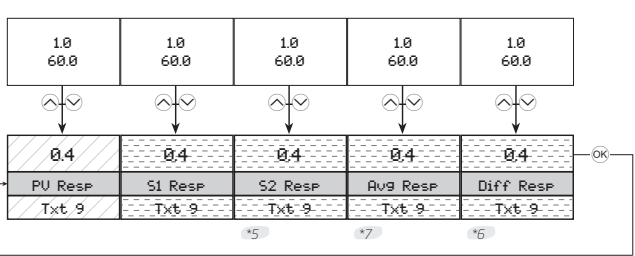 1.0 1.0 1.0 1.0 1.0
60.0 60.0 60.0 60.0 60.0
0.4 0.4 0.4 0.4 0.4 OK
PV Resp S1 Resp S2 Resp Avg Resp Diff Resp
Txt 9 Txt 9 Txt 9 Txt 9 Txt 9
*5 *7 *6